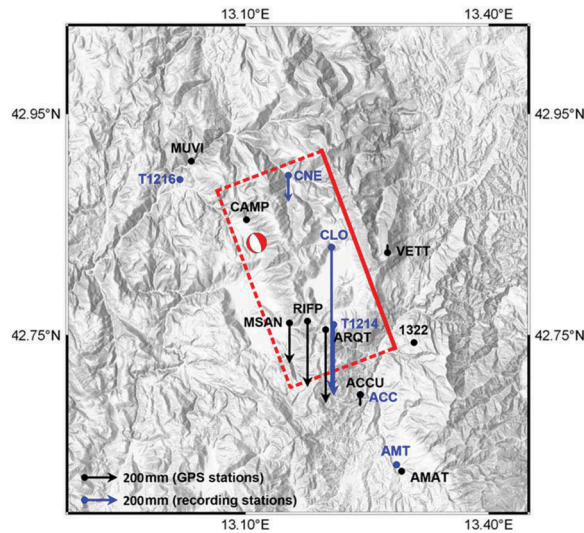 13.10°E
13.40°E
42.95°N
42.95°N
MUVI
T1216
CNE
CAMP
CLO
VETT
RIFP
MSAN
T1214
ARQT
1322
42.75°N
42.75°N
ACCU
ACC
AMT
AMAT
200mm (GPS stations)
200mm (recording stations)
13.10°E
13.40°E